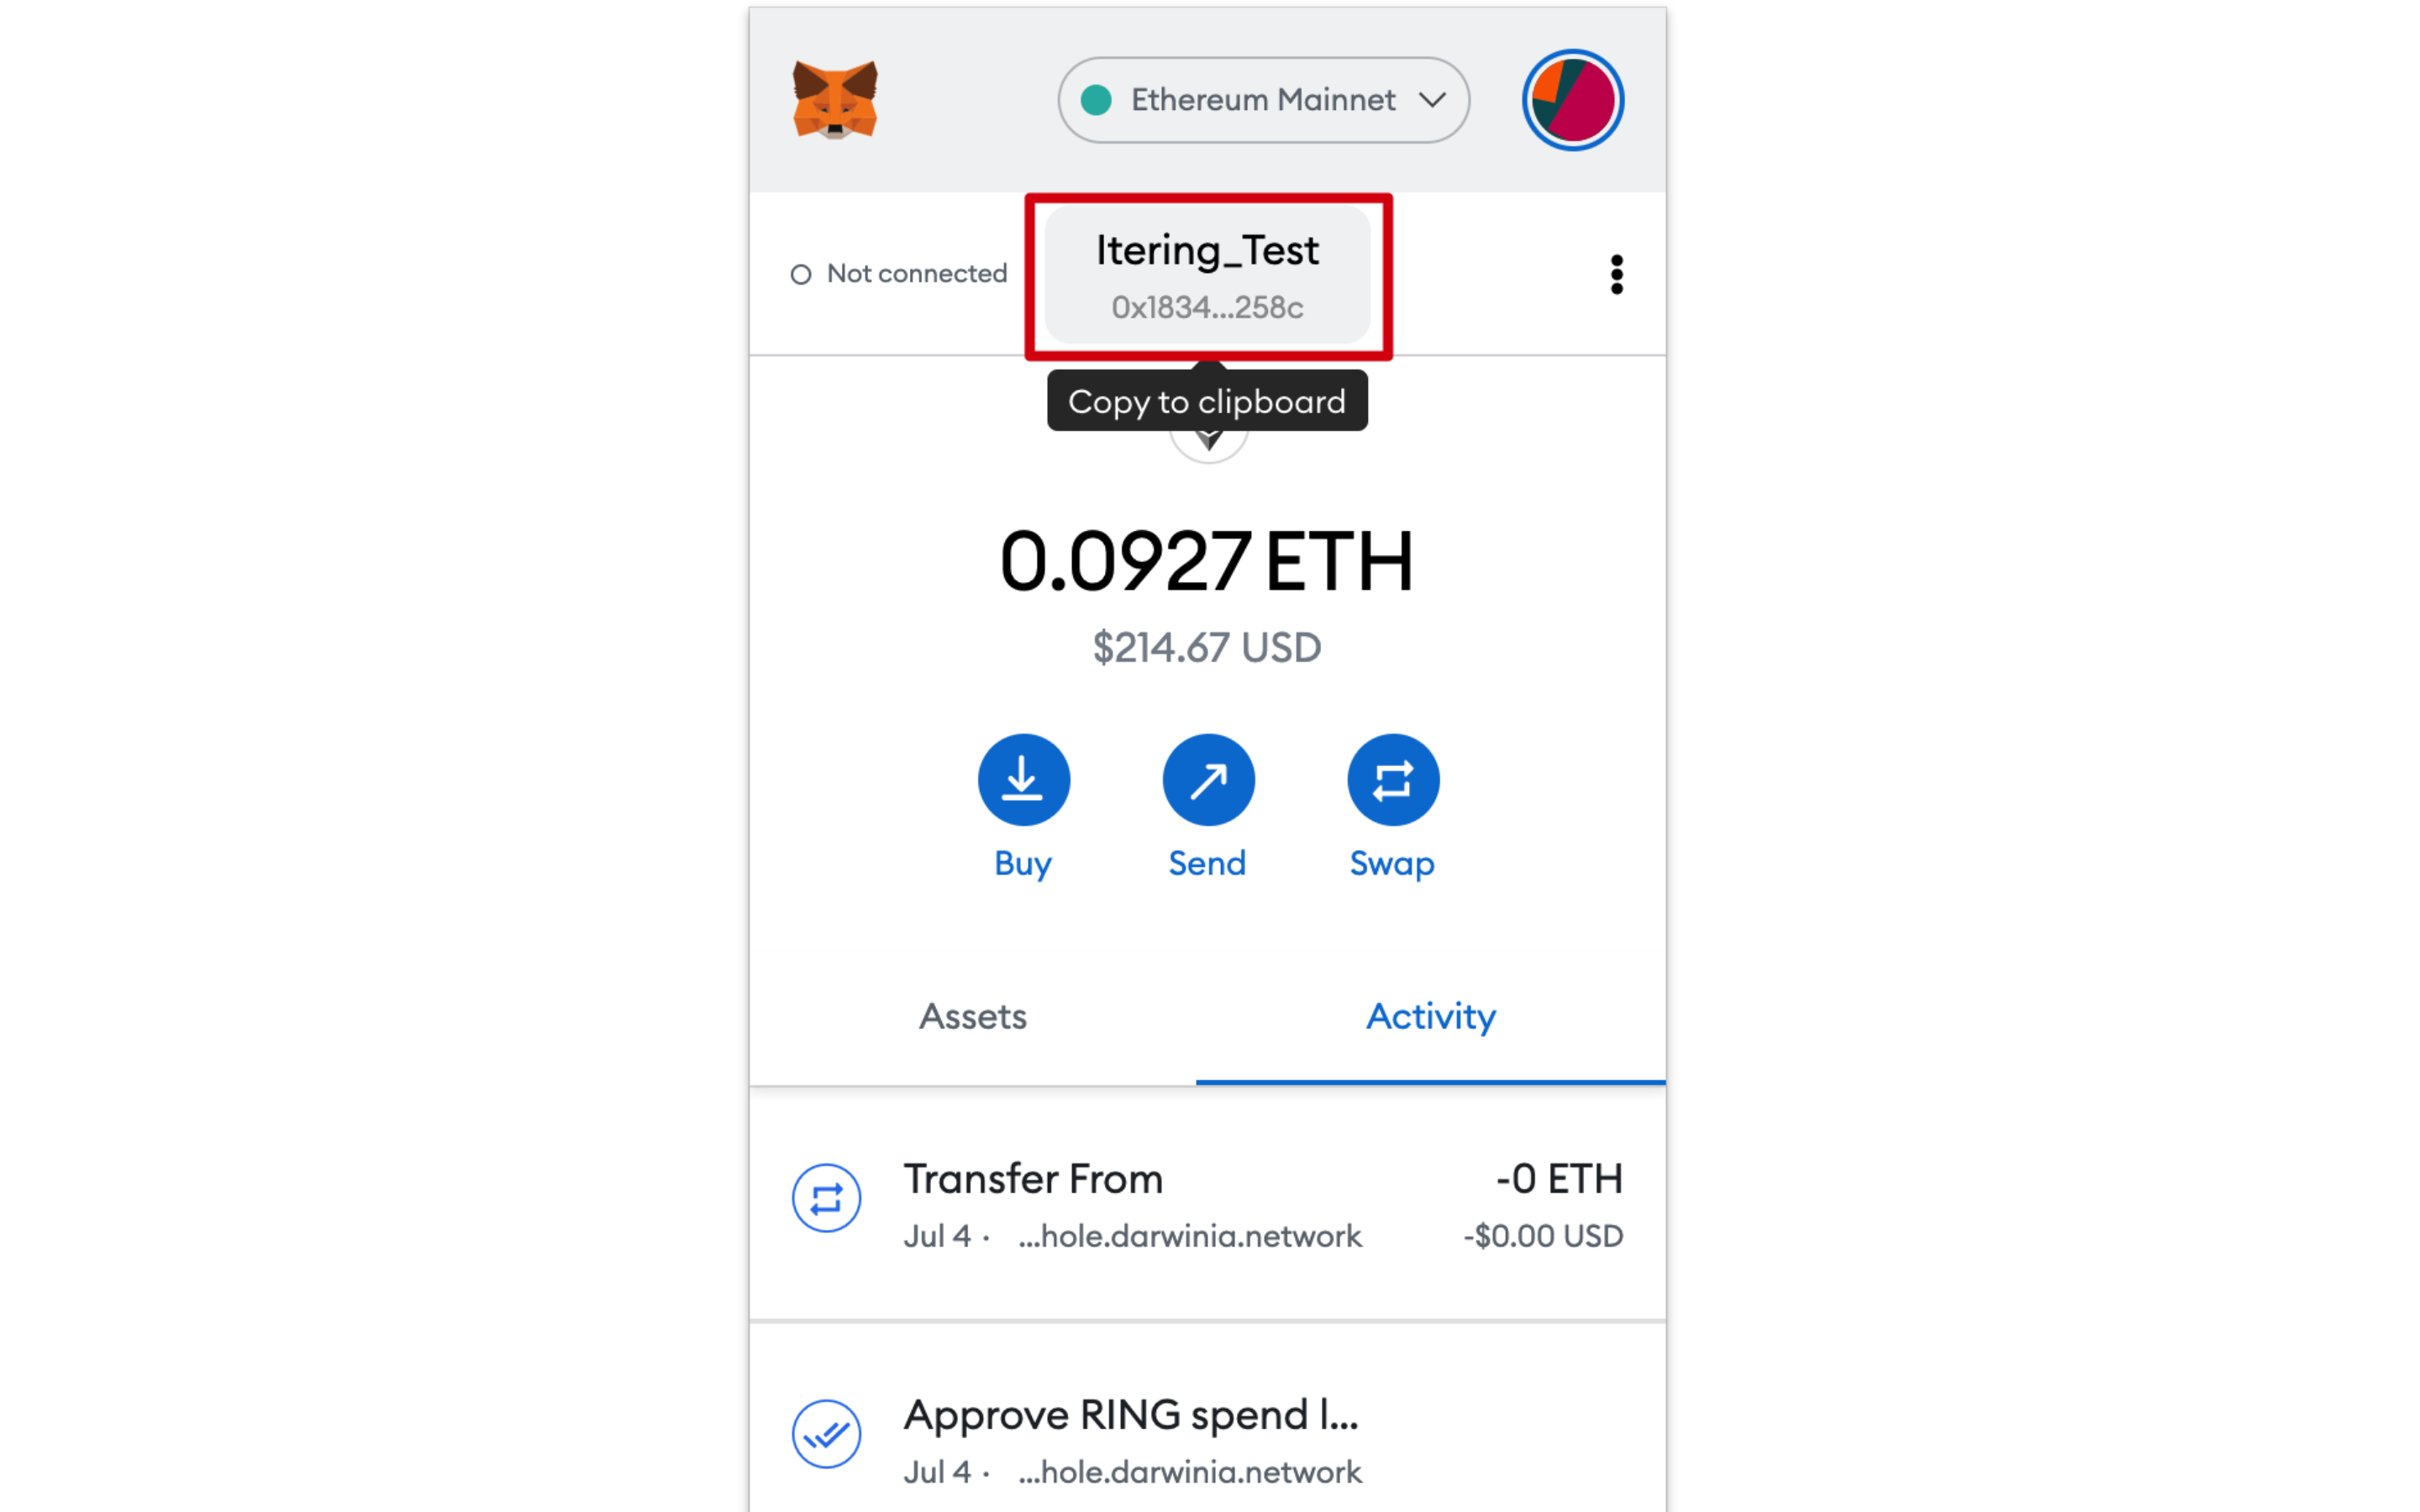 Ethereum Mainnet
Not connected
Itering_Test
0x1834...258c
Copy to clipboard
0.0927 ETH
$214.67 USD
Buy
Send
Swap
Assets
Activity
Transfer From
-0 ETH
Jul 4 · ...hole.darwinia.network
-$0.00 USD
Approve RING spend l...
Jul 4 · ...hole.darwinia.network